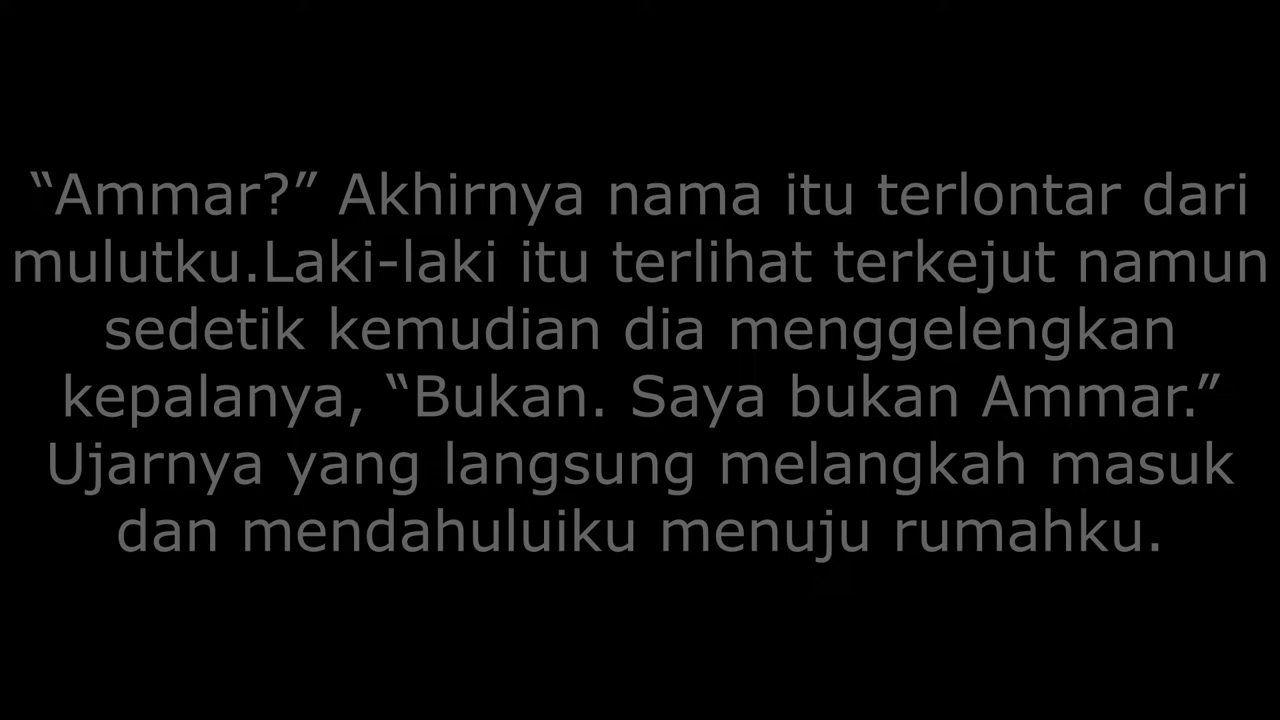 “Ammar?” Akhirnya nama itu terlontar dari
mulutku.Laki-laki itu terlihat terkejut namun
sedetik kemudian dia menggelengkan
kepalanya, “Bukan. Saya bukan Ammar.”
Ujarnya yang langsung melangkah masuk
dan mendahuluiku menuju rumahku.